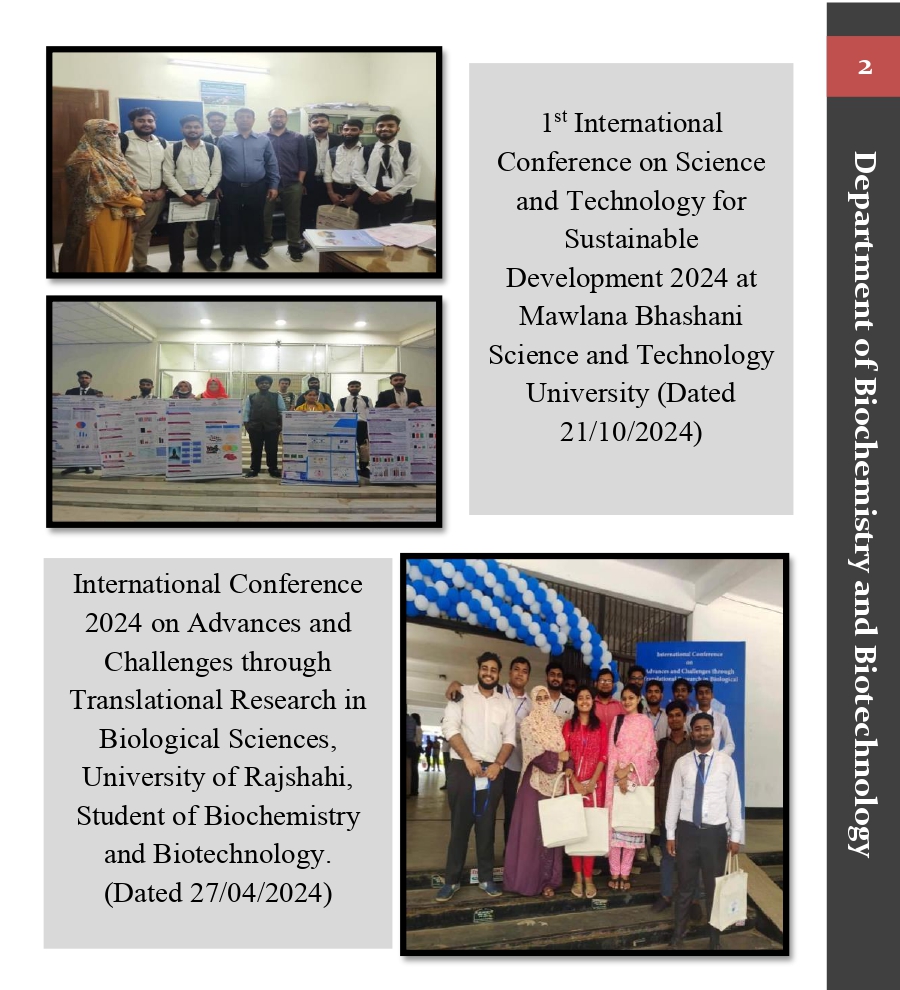 2
Department of Biochemistry and Biotechnology
1st International
Conference on Science
and Technology for
Sustainable
Development 2024 at
Mawlana Bhashani
Science and Technology
University (Dated
21/10/2024)
International Conference
2024 on Advances and
Challenges through
Translational Research in
Biological Sciences,
University of Rajshahi,
Student of Biochemistry
and Biotechnology.
(Dated 27/04/2024)
International Conference
on
Advances and Challenges through
Translational Research in Biological